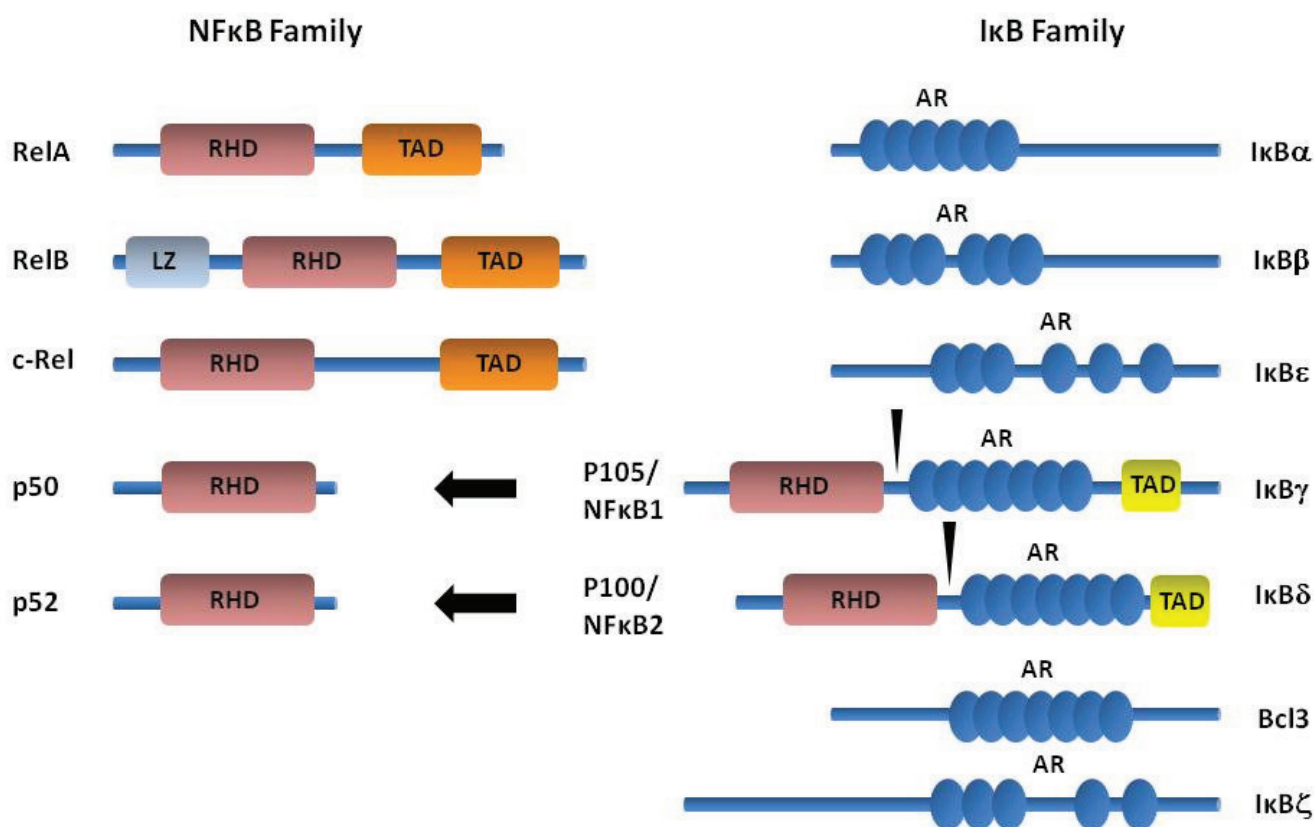 NFκB Family
IκB Family
RelA
RHD
TAD
AR
IκBα
RelB
LZ
RHD
TAD
AR
IκBβ
c-Rel
RHD
TAD
AR
IκBε
p50
RHD
P105/
NFκB1
RHD
AR
TAD
IκBγ
p52
RHD
P100/
NFκB2
RHD
AR
TAD
IκBδ
AR
Bcl3
AR
IκBζ